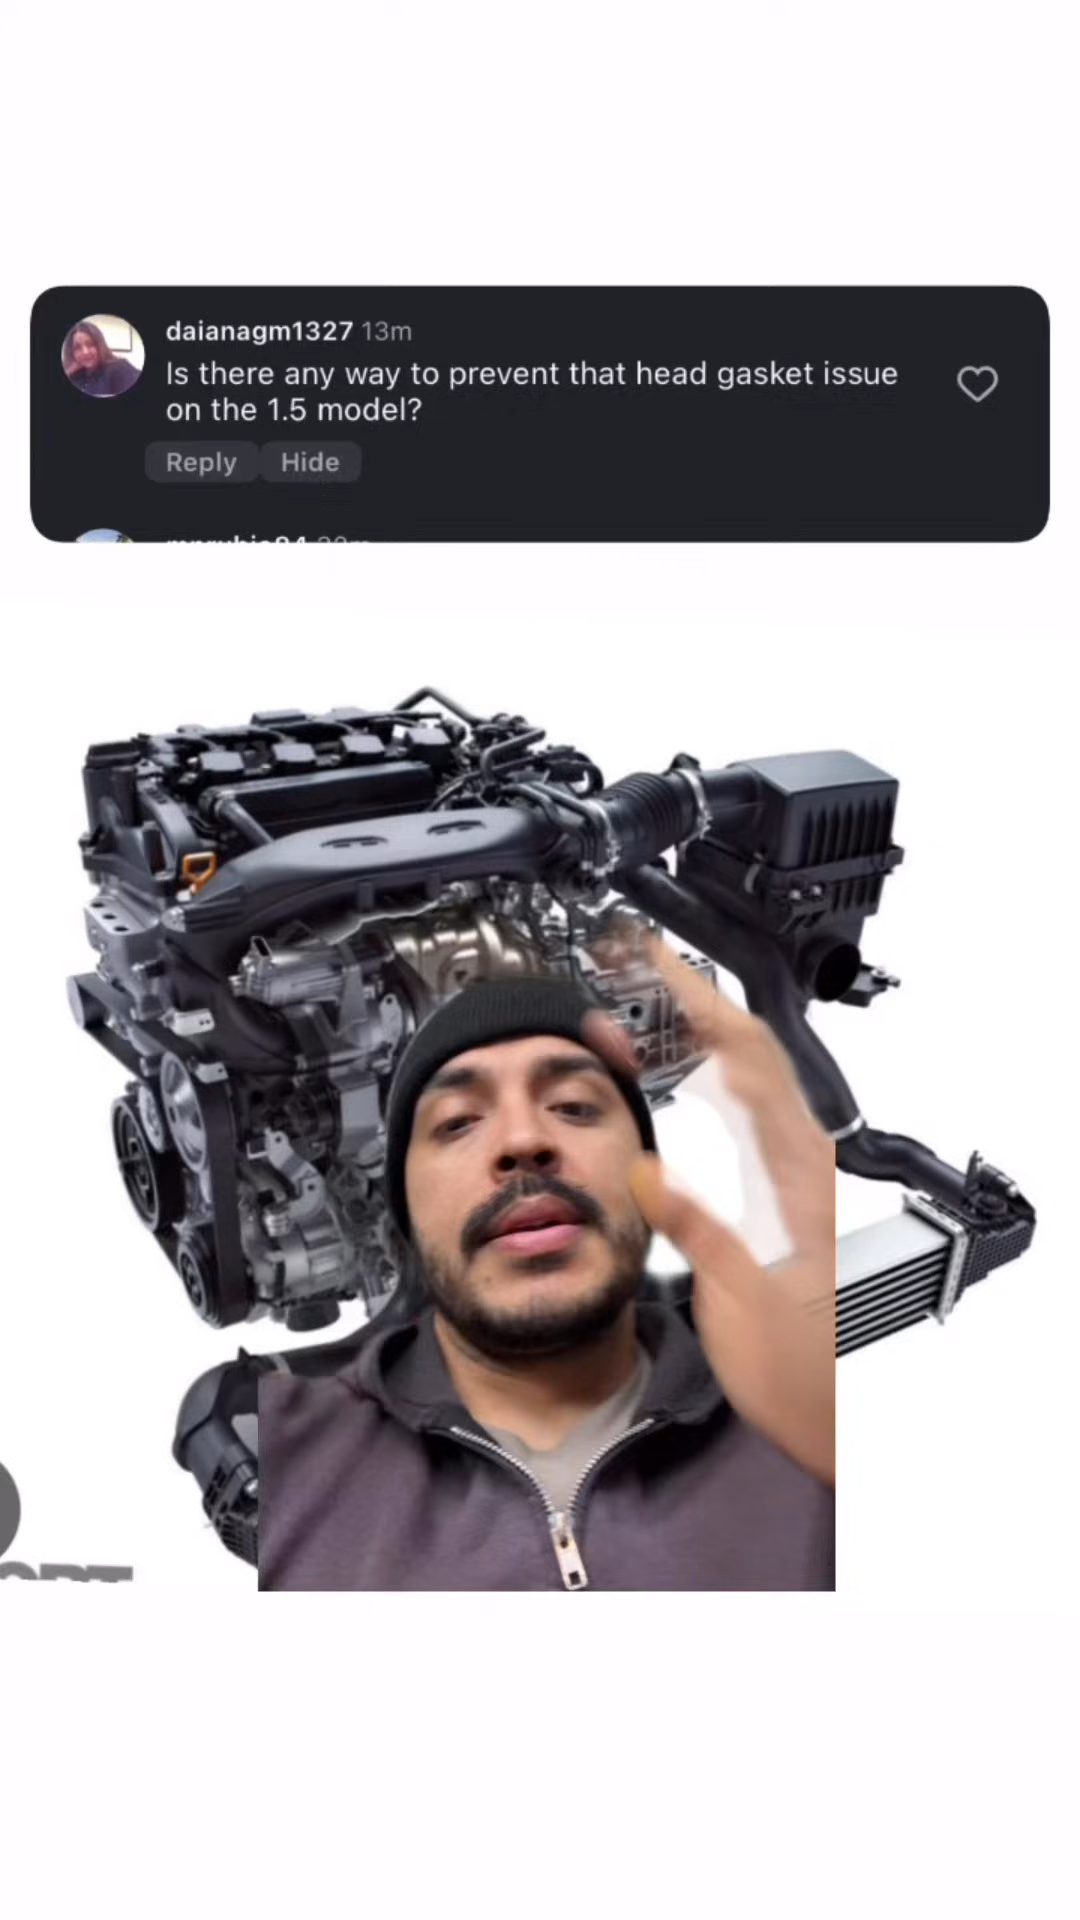 daianagm1327 13m
Is there any way to prevent that head gasket issue
on the 1.5 model?
Reply Hide